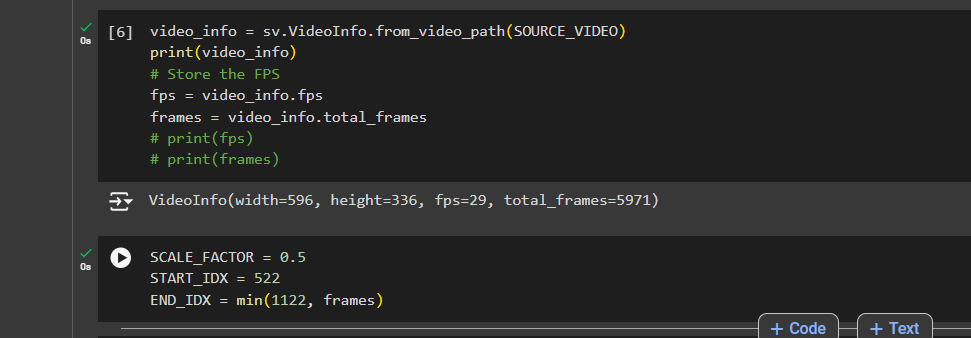 [6] video_info = sv.VideoInfo.from_video_path(SOURCE_VIDEO)
0s
print(video_info)
# Store the FPS
fps = video_info.fps
frames = video_info.total_frames
# print(fps)
# print(frames)
VideoInfo(width=596, height=336, fps=29, total_frames=5971)
SCALE_FACTOR = 0.5
0s
START_IDX = 522
END_IDX = min(1122, frames)
+ Code + Text